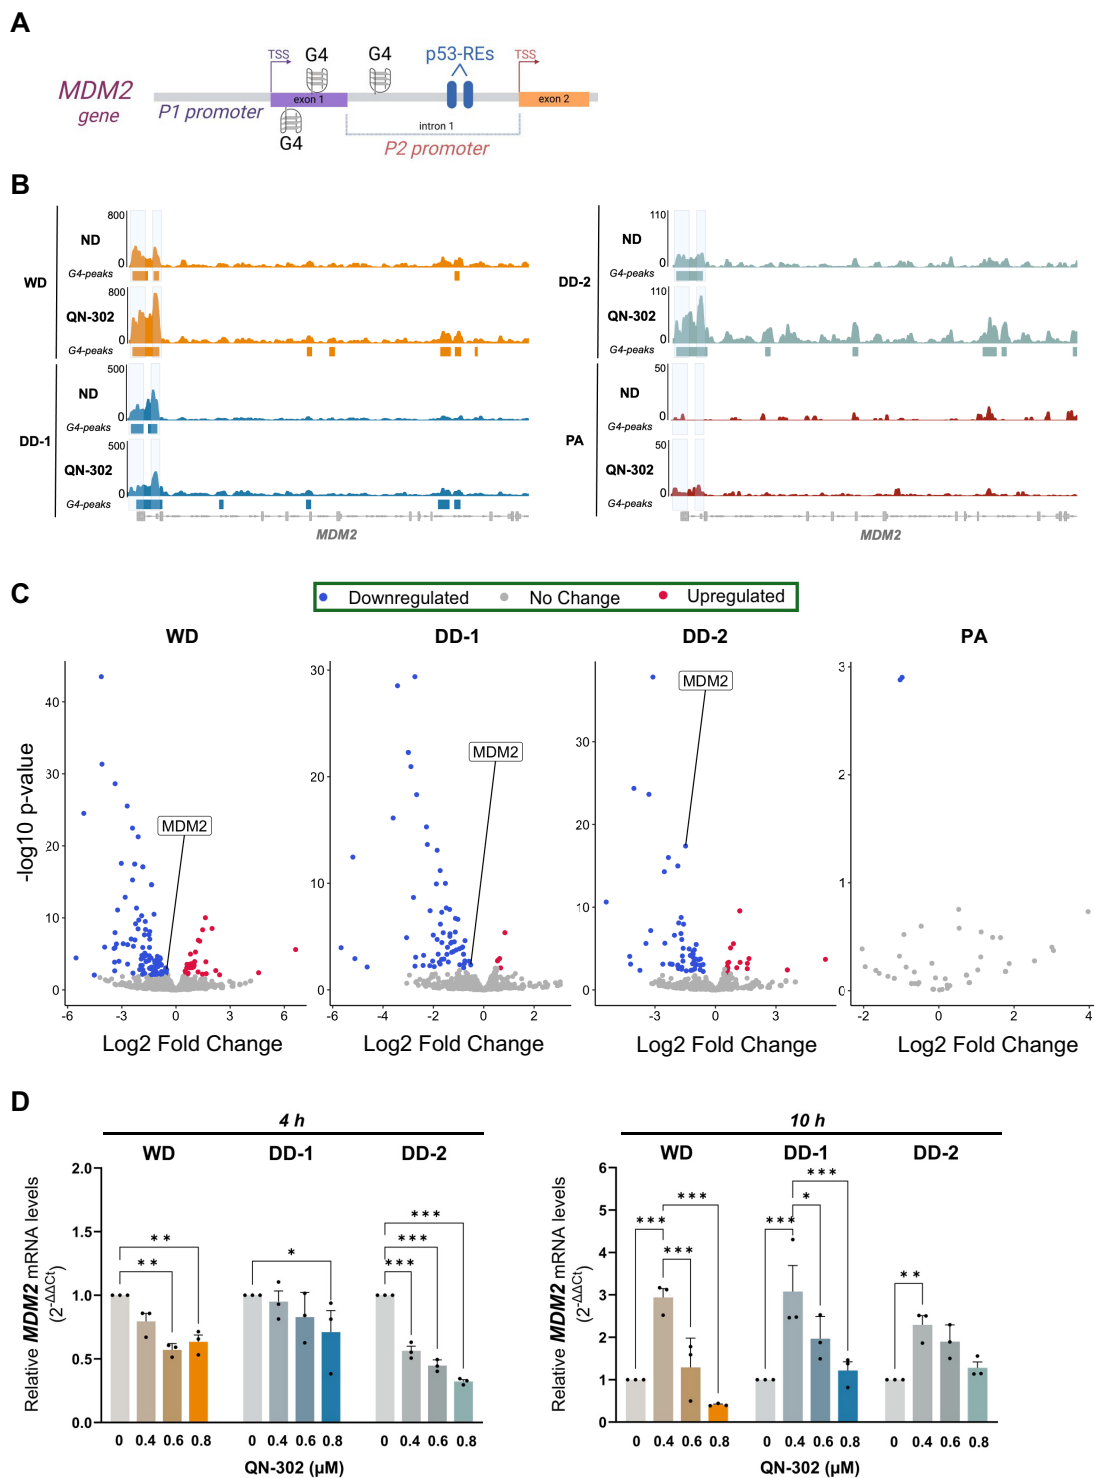 A
MDM2
gene
P1 promoter
TSS
G4
G4
p53-REs
TSS
exon 1
exon 2
G4
intron 1
P2 promoter
B
WD
ND
800
0
G4-peaks
QN-302
800
0
G4-peaks
DD-1
ND
500
0
G4-peaks
QN-302
500
0
G4-peaks
MDM2
DD-2
ND
110
0
G4-peaks
QN-302
110
0
G4-peaks
PA
ND
50
0
G4-peaks
QN-302
50
0
G4-peaks
MDM2
C
Downregulated No Change Upregulated
WD DD-1 DD-2 PA
-log10 p-value
40
30
20
10
0
MDM2
-6 -3 0 3 6
Log2 Fold Change
30
20
10
0
MDM2
-6 -4 -2 0 2
Log2 Fold Change
30
20
10
0
MDM2
-3 0 3
Log2 Fold Change
3
2
1
0
-2 0 2 4
Log2 Fold Change
D
4 h
WD DD-1 DD-2
Relative MDM2 mRNA levels
(2-ΔΔCt)
2.0
1.5
1.0
0.5
0.0
** ** * *** *** ***
0 0.4 0.6 0.8 0 0.4 0.6 0.8 0 0.4 0.6 0.8
QN-302 (µM)
10 h
WD DD-1 DD-2
Relative MDM2 mRNA levels
(2-ΔΔCt)
6
5
4
3
2
1
0
*** *** *** *** * *** **
0 0.4 0.6 0.8 0 0.4 0.6 0.8 0 0.4 0.6 0.8
QN-302 (µM)